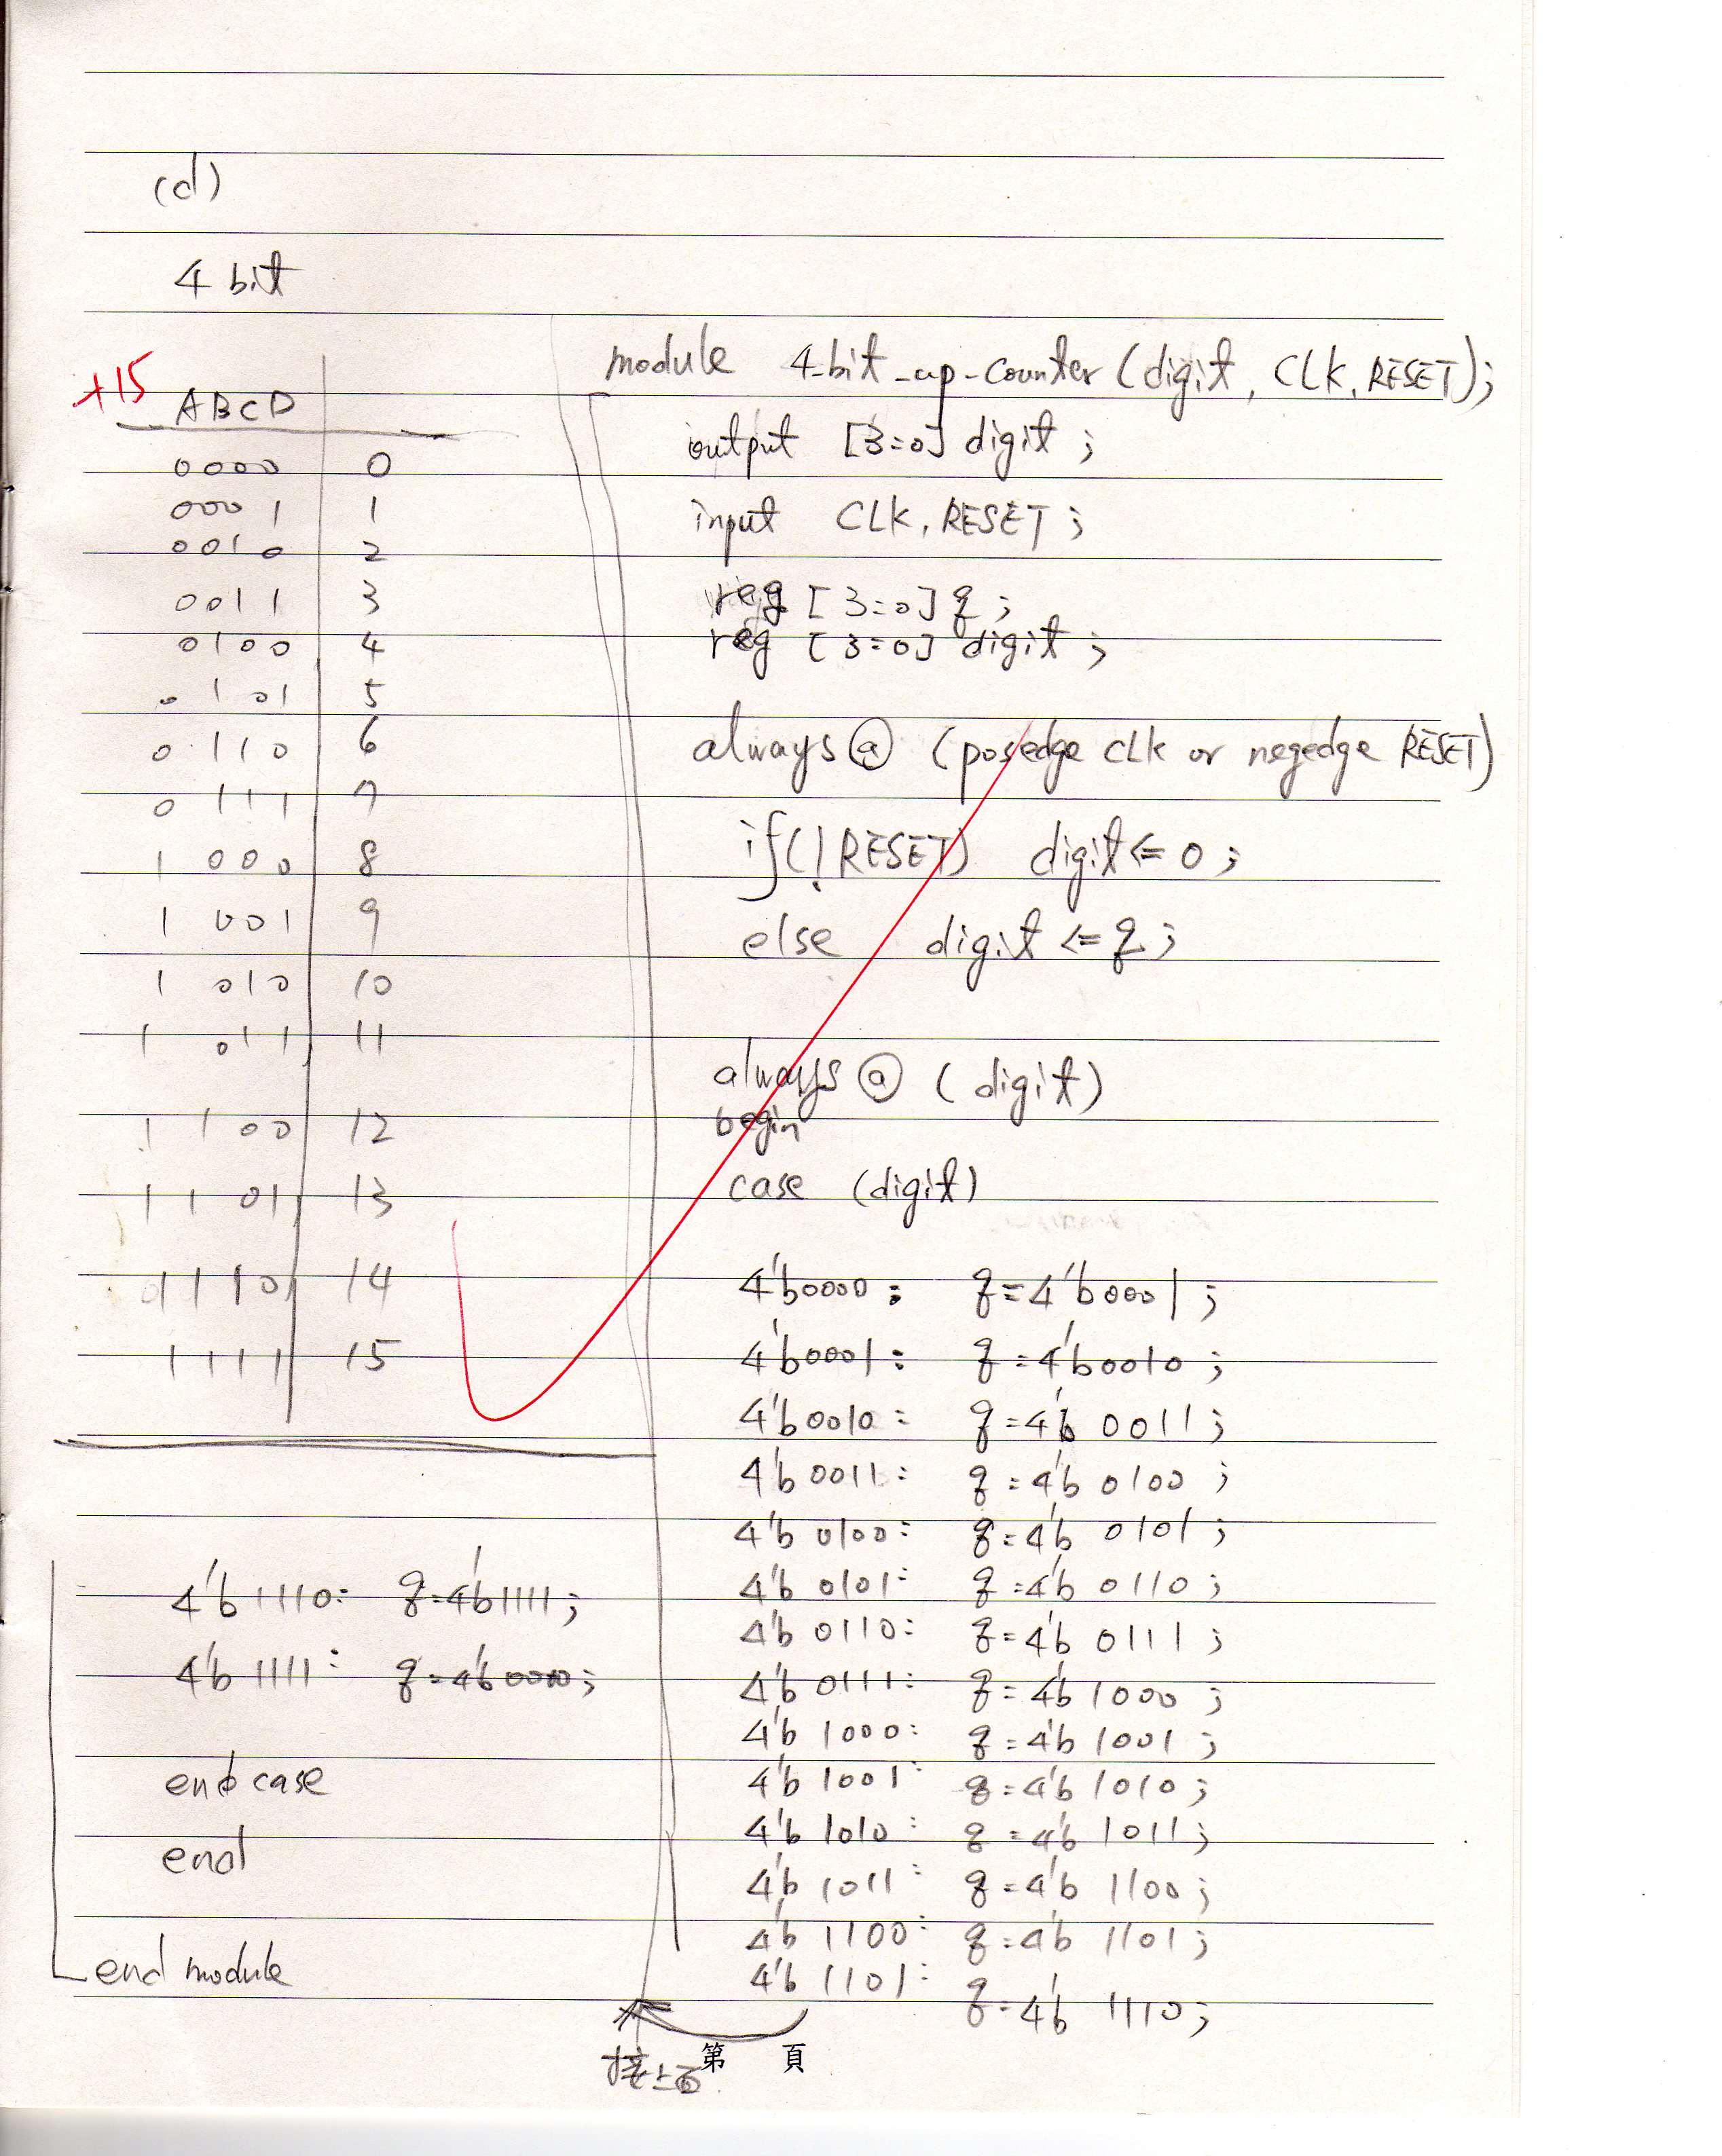 (d)
4 bit
+15
ABCD
0000 0
0001 1
0010 2
0011 3
0100 4
0101 5
0110 6
0111 7
1000 8
1001 9
1010 10
1011 11
1100 12
1101 13
1110 14
1111 15
module 4-bit-up-counter (digit, CLK, RESET);
output [3=0] digit;
input CLK, RESET;
reg [3=0] q;
reg [3=0] digit;
always @ (posedge CLK or negedge RESET)
if(!RESET) digit <= 0;
else digit <= q;
always @ (digit)
begin
case (digit)
4'b0000: q=4'b0001;
4'b0001: q=4'b0010;
4'b0010: q=4'b0011;
4'b0011: q=4'b0100;
4'b0100: q=4'b0101;
4'b0101: q=4'b0110;
4'b0110: q=4'b0111;
4'b0111: q=4'b1000;
4'b1000: q=4'b1001;
4'b1001: q=4'b1010;
4'b1010: q=4'b1011;
4'b1011: q=4'b1100;
4'b1100: q=4'b1101;
4'b1101: q=4'b1110;
4'b1110: q=4'b1111;
4'b1111: q=4'b0000;
end case
end
end module
接上面
第 頁